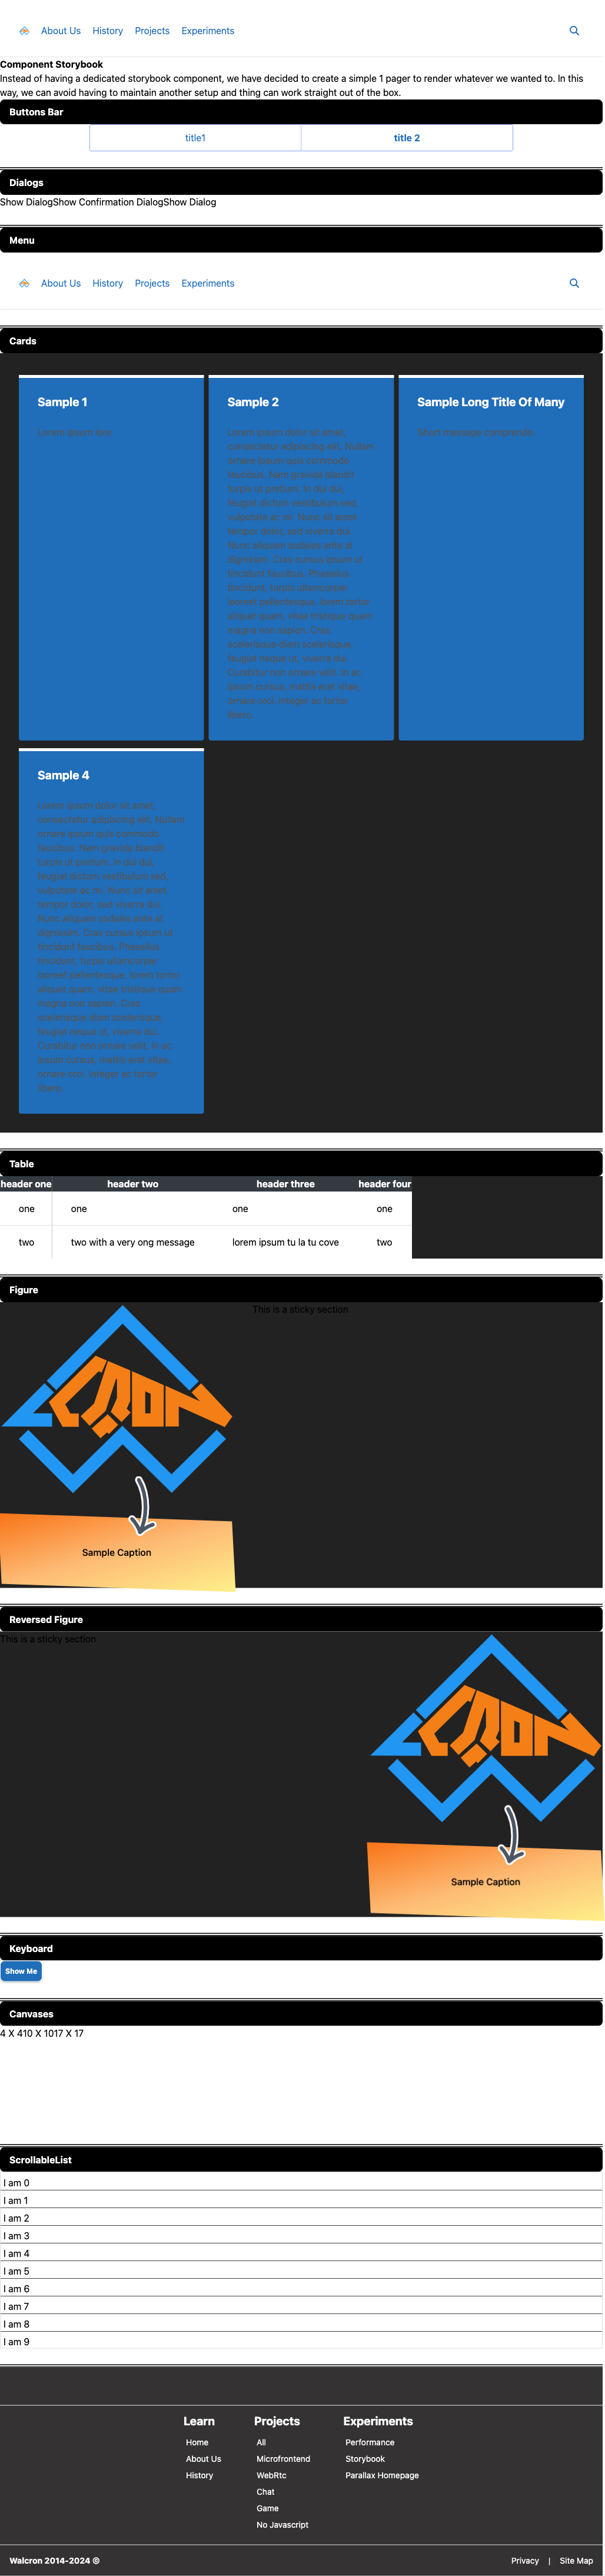 About Us History Projects Experiments
Component Storybook
Instead of having a dedicated storybook component, we have decided to create a simple 1 pager to render whatever we wanted to. In this
way, we can avoid having to maintain another setup and thing can work straight out of the box.
Buttons Bar
title1 title 2
Dialogs
Show DialogShow Confirmation DialogShow Dialog
Menu
About Us History Projects Experiments
Cards
Sample 1
Lorem ipsum
Sample 2
Lorem ipsum dolor sit amet,
consectetur adipiscing elit. Nullam
ornare ipsum quis commodo
faucibus. Nam gravida blandit
turpis ut pretium. In dui dui,
feugiat dictum vestibulum sed,
vulputate ac mi. Nunc sit amet
tempor dolor, sed viverra dui.
Nunc aliquam sodales ante at
dignissim. Cras cursus ipsum ut
tincidunt faucibus. Phasellus
tincidunt, turpis ullamcorper
laoreet pellentesque, lorem tortor
aliquet quam, vitae tristique quam
magna non sapien. Cras
scelerisque diam scelerisque,
feugiat neque ut, viverra dui.
Curabitur non ornare velit. In ac
ipsum cursus, mattis erat vitae,
ornare orci. Integer ac tortor
libero.
Sample Long Title Of Many
Short message
Sample 4
Lorem ipsum dolor sit amet,
consectetur adipiscing elit. Nullam
ornare ipsum quis commodo
faucibus. Nam gravida blandit
turpis ut pretium. In dui dui,
feugiat dictum vestibulum sed,
vulputate ac mi. Nunc sit amet
tempor dolor, sed viverra dui.
Nunc aliquam sodales ante at
dignissim. Cras cursus ipsum ut
tincidunt faucibus. Phasellus
tincidunt, turpis ullamcorper
laoreet pellentesque, lorem tortor
aliquet quam, vitae tristique quam
magna non sapien. Cras
scelerisque diam scelerisque,
feugiat neque ut, viverra dui.
Curabitur non ornare velit. In ac
ipsum cursus, mattis erat vitae,
ornare orci. Integer ac tortor
libero.
Table
header one header two header three header four
one one one one
two two with a very ong message lorem ipsum tu la tu cove two
Figure
This is a sticky section
Sample Caption
Reversed Figure
This is a sticky section
Sample Caption
Keyboard
Show Me
Canvases
4 X 410 X 1017 X 17
ScrollableList
I am 0
I am 1
I am 2
I am 3
I am 4
I am 5
I am 6
I am 7
I am 8
I am 9
Learn
Home
About Us
History
Projects
All
Microfrontend
WebRtc
Chat
Game
No Javascript
Experiments
Performance
Storybook
Parallax Homepage
Walcron 2014-2024 © Privacy | Site Map